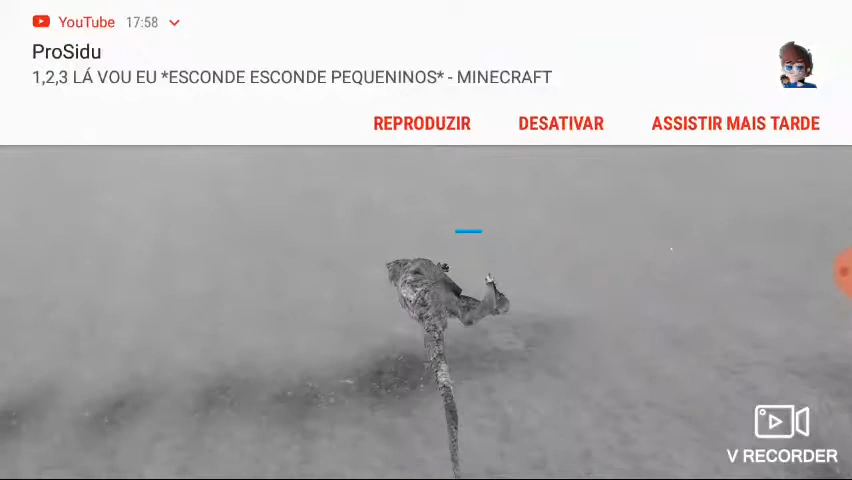 YouTube 17:58
ProSidu
1,2,3 LÁ VOU EU *ESCONDE ESCONDE PEQUENINOS* - MINECRAFT
REPRODUZIR DESATIVAR ASSISTIR MAIS TARDE
V RECORDER